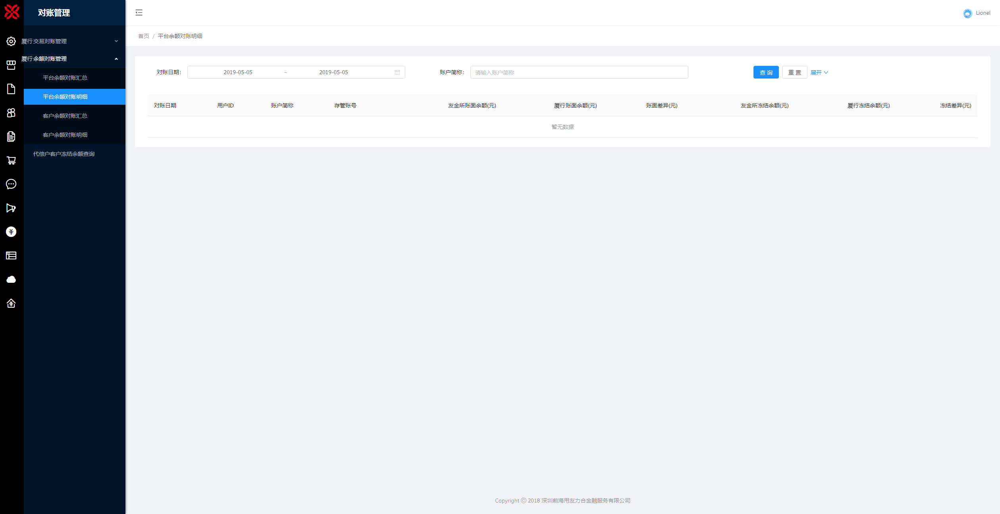 对账管理
Lionel
首页 / 平台余额对账明细
厦行交易对账管理
厦行余额对账管理
平台余额对账汇总
平台余额对账明细
客户余额对账汇总
客户余额对账明细
代偿户客户冻结余额查询
对账日期: 2019-05-05 ~ 2019-05-05 账户简称: 请输入账户简称 查 询 重 置 展开
对账日期 用户ID 账户简称 存管账号 友金所账面余额(元) 厦行账面余额(元) 账面差异(元) 友金所冻结余额(元) 厦行冻结余额(元) 冻结差异(元)
暂无数据
Copyright © 2018 深圳前海用友力合金融服务有限公司